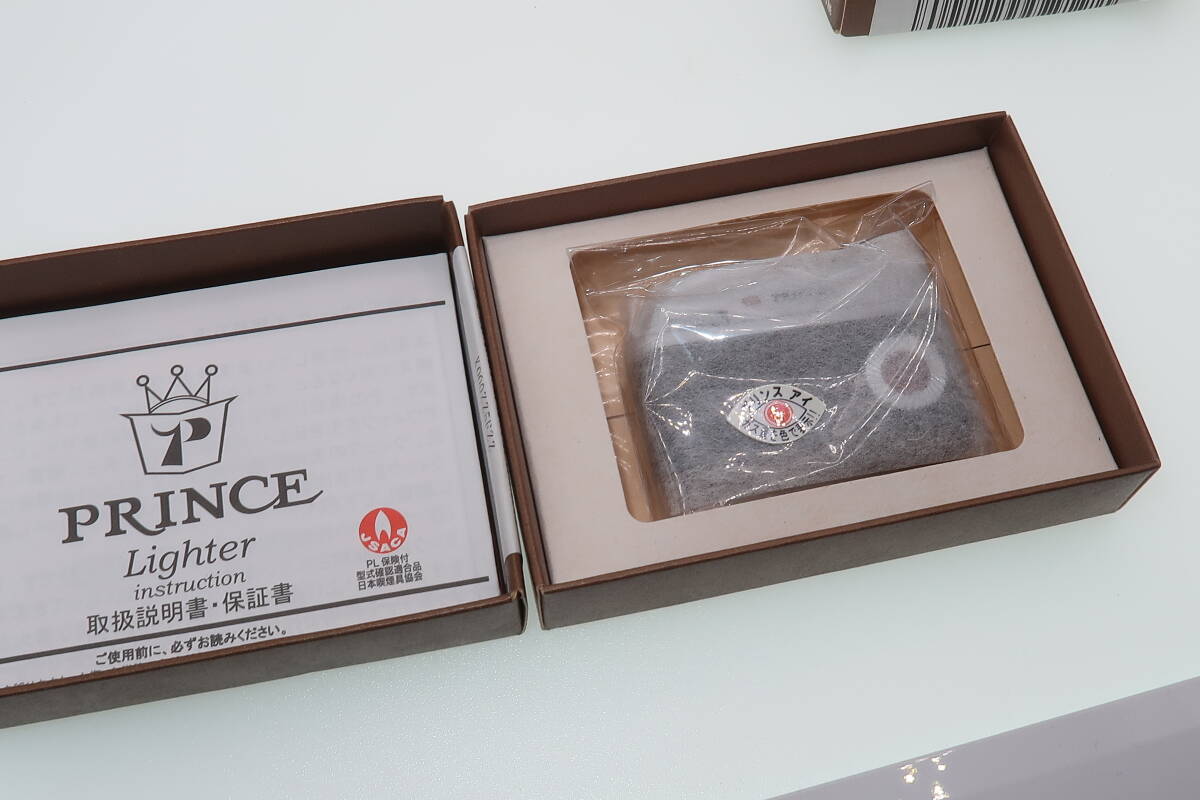 P
PRINCE
Lighter
instruction
取扱説明書・保証書
ご使用前に、必ずお読みください。
JSACA
PL 保険付
型式確認適合品
日本喫煙具協会
リンス アイ